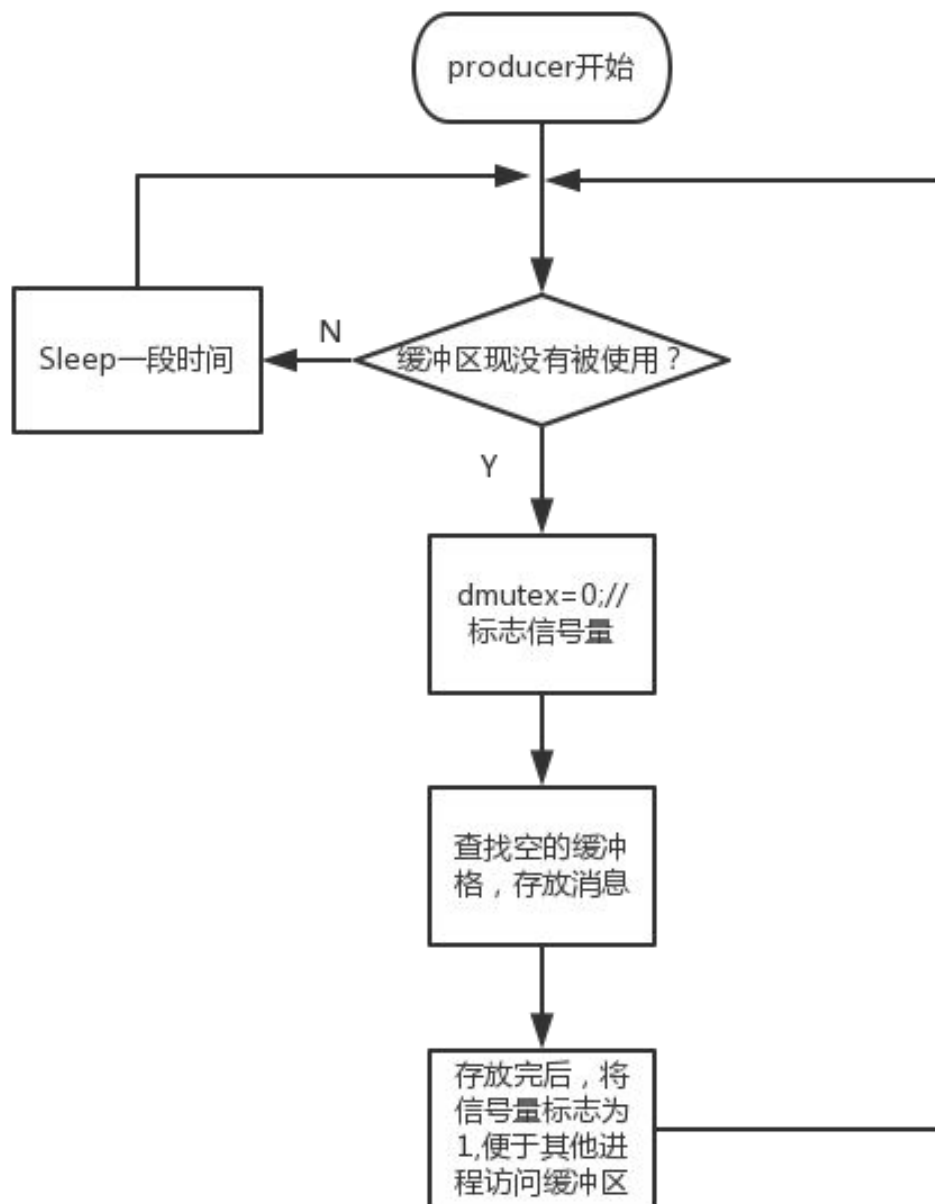 producer开始
缓冲区现没有被使用？
N
Sleep一段时间
Y
dmutex=0;//
标志信号量
查找空的缓冲
格，存放消息
存放完后，将
信号量标志为
1,便于其他进
程访问缓冲区